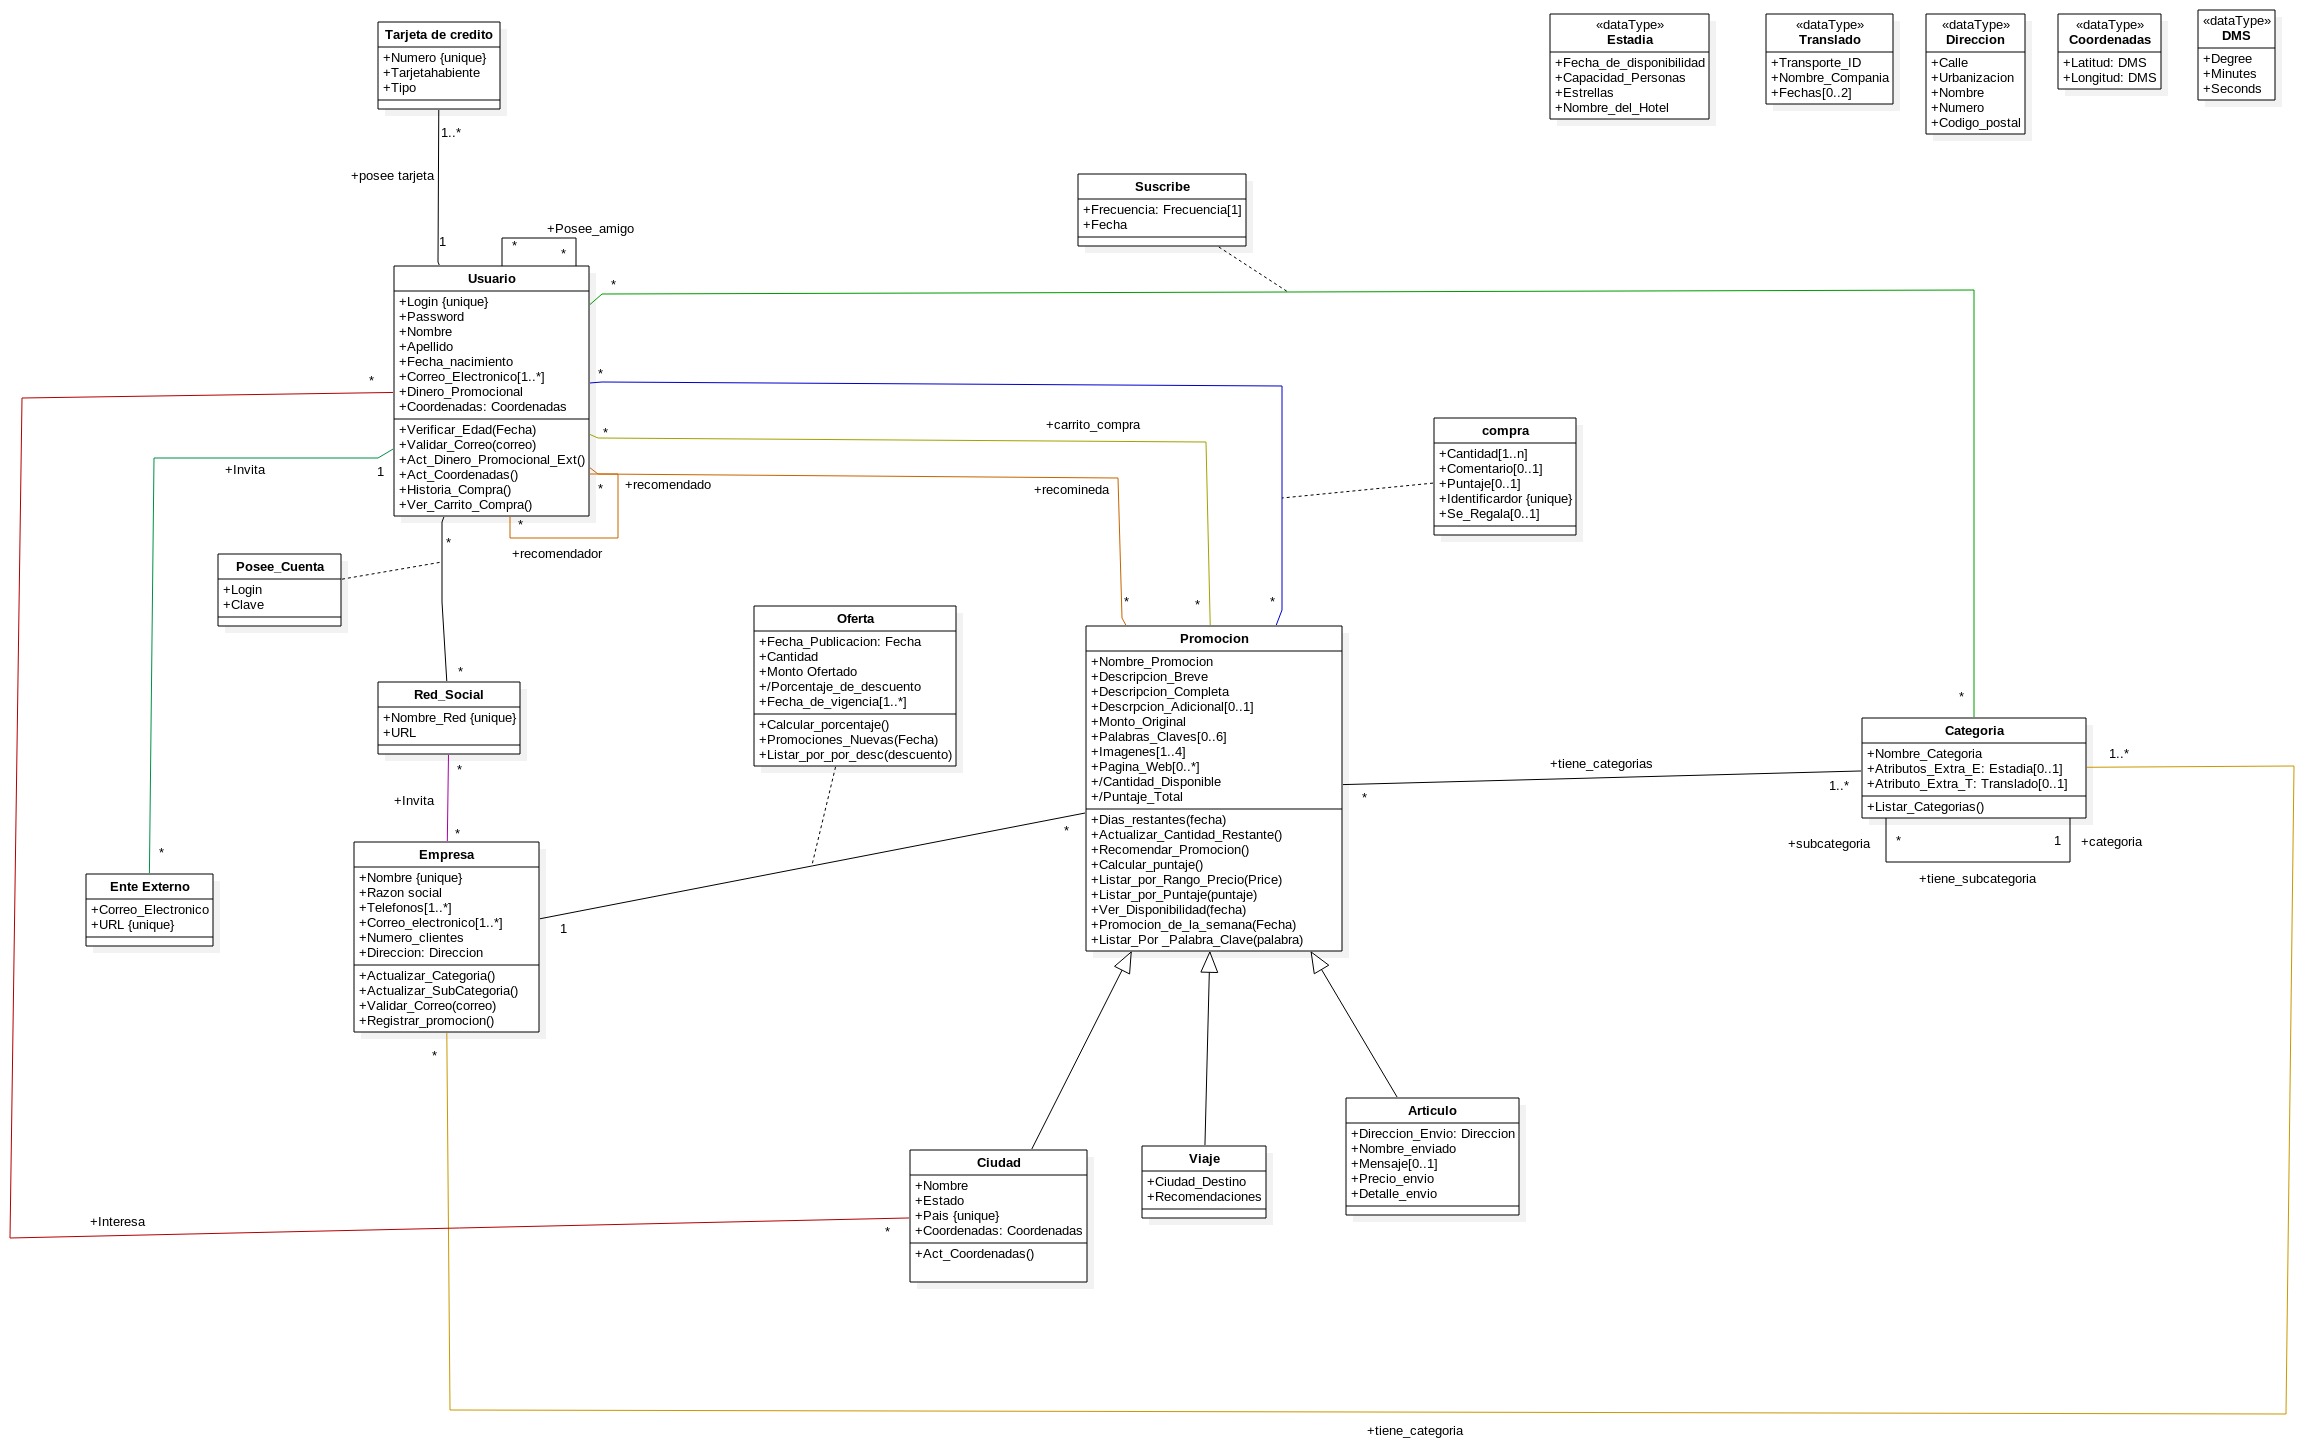 Tarjeta de credito
+Numero {unique}
+Tarjetahabiente
+Tipo
«dataType»
Estadia
+Fecha_de_disponibilidad
+Capacidad_Personas
+Estrellas
+Nombre_del_Hotel
«dataType»
Translado
+Transporte_ID
+Nombre_Compania
+Fechas[0..2]
«dataType»
Direccion
+Calle
+Urbanizacion
+Nombre
+Numero
+Codigo_postal
«dataType»
Coordenadas
+Latitud: DMS
+Longitud: DMS
«dataType»
DMS
+Degree
+Minutes
+Seconds
1..*
+posee tarjeta
1
+Posee_amigo
*
*
Suscribe
+Frecuencia: Frecuencia[1]
+Fecha
Usuario
+Login {unique}
+Password
+Nombre
+Apellido
+Fecha_nacimiento
+Correo_Electronico[1..*]
+Dinero_Promocional
+Coordenadas: Coordenadas
+Verificar_Edad(Fecha)
+Validar_Correo(correo)
+Act_Dinero_Promocional_Ext()
+Act_Coordenadas()
+Historia_Compra()
+Ver_Carrito_Compra()
*
*
*
*
+carrito_compra
+Invita
1
*
+recomendado
+recomineda
*
+recomendador
compra
+Cantidad[1..n]
+Comentario[0..1]
+Puntaje[0..1]
+Identificardor {unique}
+Se_Regala[0..1]
*
Posee_Cuenta
+Login
+Clave
*
*
*
*
Oferta
+Fecha_Publicacion: Fecha
+Cantidad
+Monto Ofertado
+/Porcentaje_de_descuento
+Fecha_de_vigencia[1..*]
+Calcular_porcentaje()
+Promociones_Nuevas(Fecha)
+Listar_por_por_desc(descuento)
Promocion
+Nombre_Promocion
+Descripcion_Breve
+Descripcion_Completa
+Descrpcion_Adicional[0..1]
+Monto_Original
+Palabras_Claves[0..6]
+Imagenes[1..4]
+Pagina_Web[0..*]
+/Cantidad_Disponible
+/Puntaje_Total
+Dias_restantes(fecha)
+Actualizar_Cantidad_Restante()
+Recomendar_Promocion()
+Calcular_puntaje()
+Listar_por_Rango_Precio(Price)
+Listar_por_Puntaje(puntaje)
+Ver_Disponibilidad(fecha)
+Promocion_de_la_semana(Fecha)
+Listar_Por _Palabra_Clave(palabra)
Red_Social
+Nombre_Red {unique}
+URL
*
+Invita
*
*
Categoria
+Nombre_Categoria
+Atributos_Extra_E: Estadia[0..1]
+Atributo_Extra_T: Translado[0..1]
+Listar_Categorias()
1..*
+tiene_categorias
1..*
*
*
+subcategoria
*
1
+categoria
+tiene_subcategoria
*
Ente Externo
+Correo_Electronico
+URL {unique}
Empresa
+Nombre {unique}
+Razon social
+Telefonos[1..*]
+Correo_electronico[1..*]
+Numero_clientes
+Direccion: Direccion
+Actualizar_Categoria()
+Actualizar_SubCategoria()
+Validar_Correo(correo)
+Registrar_promocion()
1
*
Articulo
+Direccion_Envio: Direccion
+Nombre_enviado
+Mensaje[0..1]
+Precio_envio
+Detalle_envio
Ciudad
+Nombre
+Estado
+Pais {unique}
+Coordenadas: Coordenadas
+Act_Coordenadas()
Viaje
+Ciudad_Destino
+Recomendaciones
+Interesa
*
+tiene_categoria